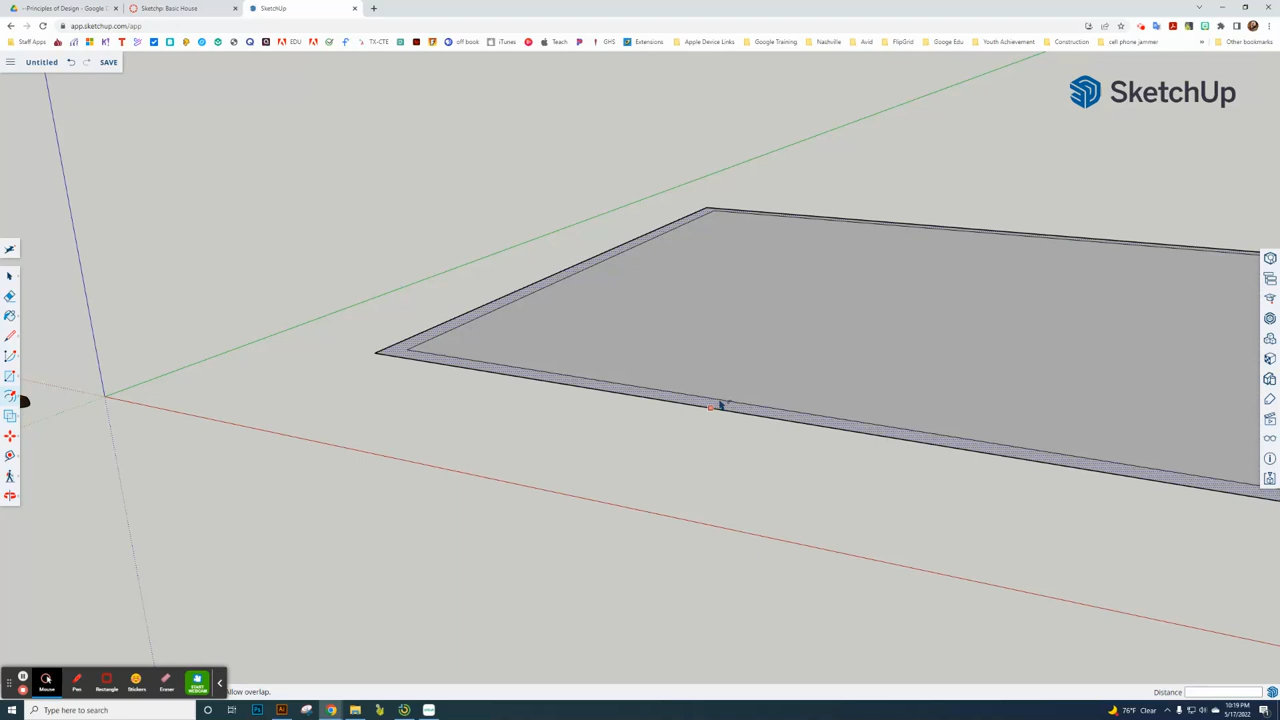 --Principles of Design - Google D
Sketchp: Basic House
SketchUp
app.sketchup.com/app
Staff Apps
EDU
TX-CTE
off book
iTunes
Teach
GHS
Extensions
Apple Device Links
Google Training
Nashville
Avid
FlipGrid
Googe Edu
Youth Achievement
Construction
cell phone jammer
Other bookmarks
Untitled
SAVE
SketchUp
Mouse
Pen
Rectangle
Stickers
Eraser
START WEBCAM
Allow overlap.
Distance
Type here to search
76°F Clear
10:19 PM
5/17/2022